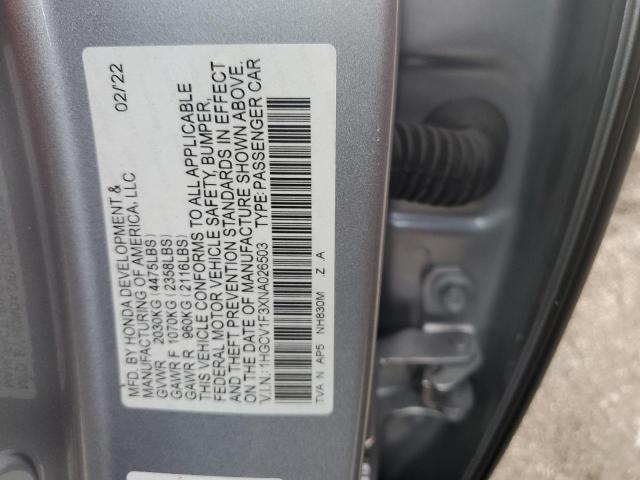 MFD. BY HONDA DEVELOPMENT & 02/22
MANUFACTURING OF AMERICA, LLC
GVWR 2030KG (4475LBS)
GAWR F 1070KG (2358LBS)
GAWR R 960KG (2116LBS)
THIS VEHICLE CONFORMS TO ALL APPLICABLE
FEDERAL MOTOR VEHICLE SAFETY, BUMPER,
AND THEFT PREVENTION STANDARDS IN EFFECT
ON THE DATE OF MANUFACTURE SHOWN ABOVE.
V.I.N.: 1HGCV1F3XNA026503 TYPE: PASSENGER CAR
TVA N AP5 NH830M Z .A